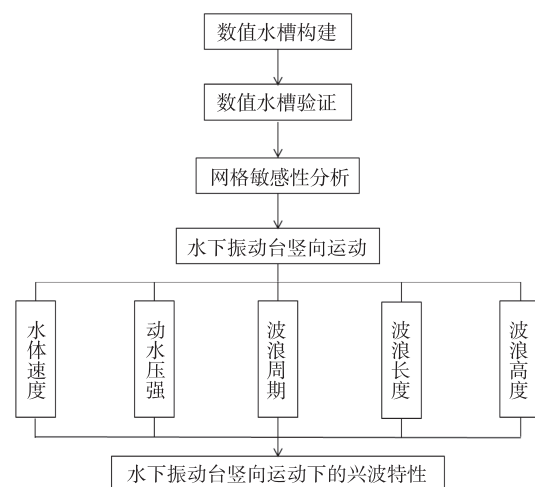 数值水槽构建
数值水槽验证
网格敏感性分析
水下振动台竖向运动
水体速度
动水压强
波浪周期
波浪长度
波浪高度
水下振动台竖向运动下的兴波特性